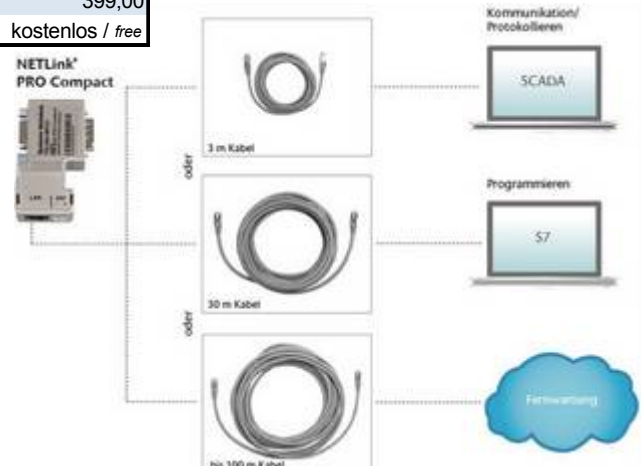 399,00
kostenlos / free
NETLink®
PRO Compact
Kommunikation/
Protokollieren
SCADA
3 m Kabel
oder
Programmieren
S7
30 m Kabel
oder
Fernwartung
bis 100 m Kabel